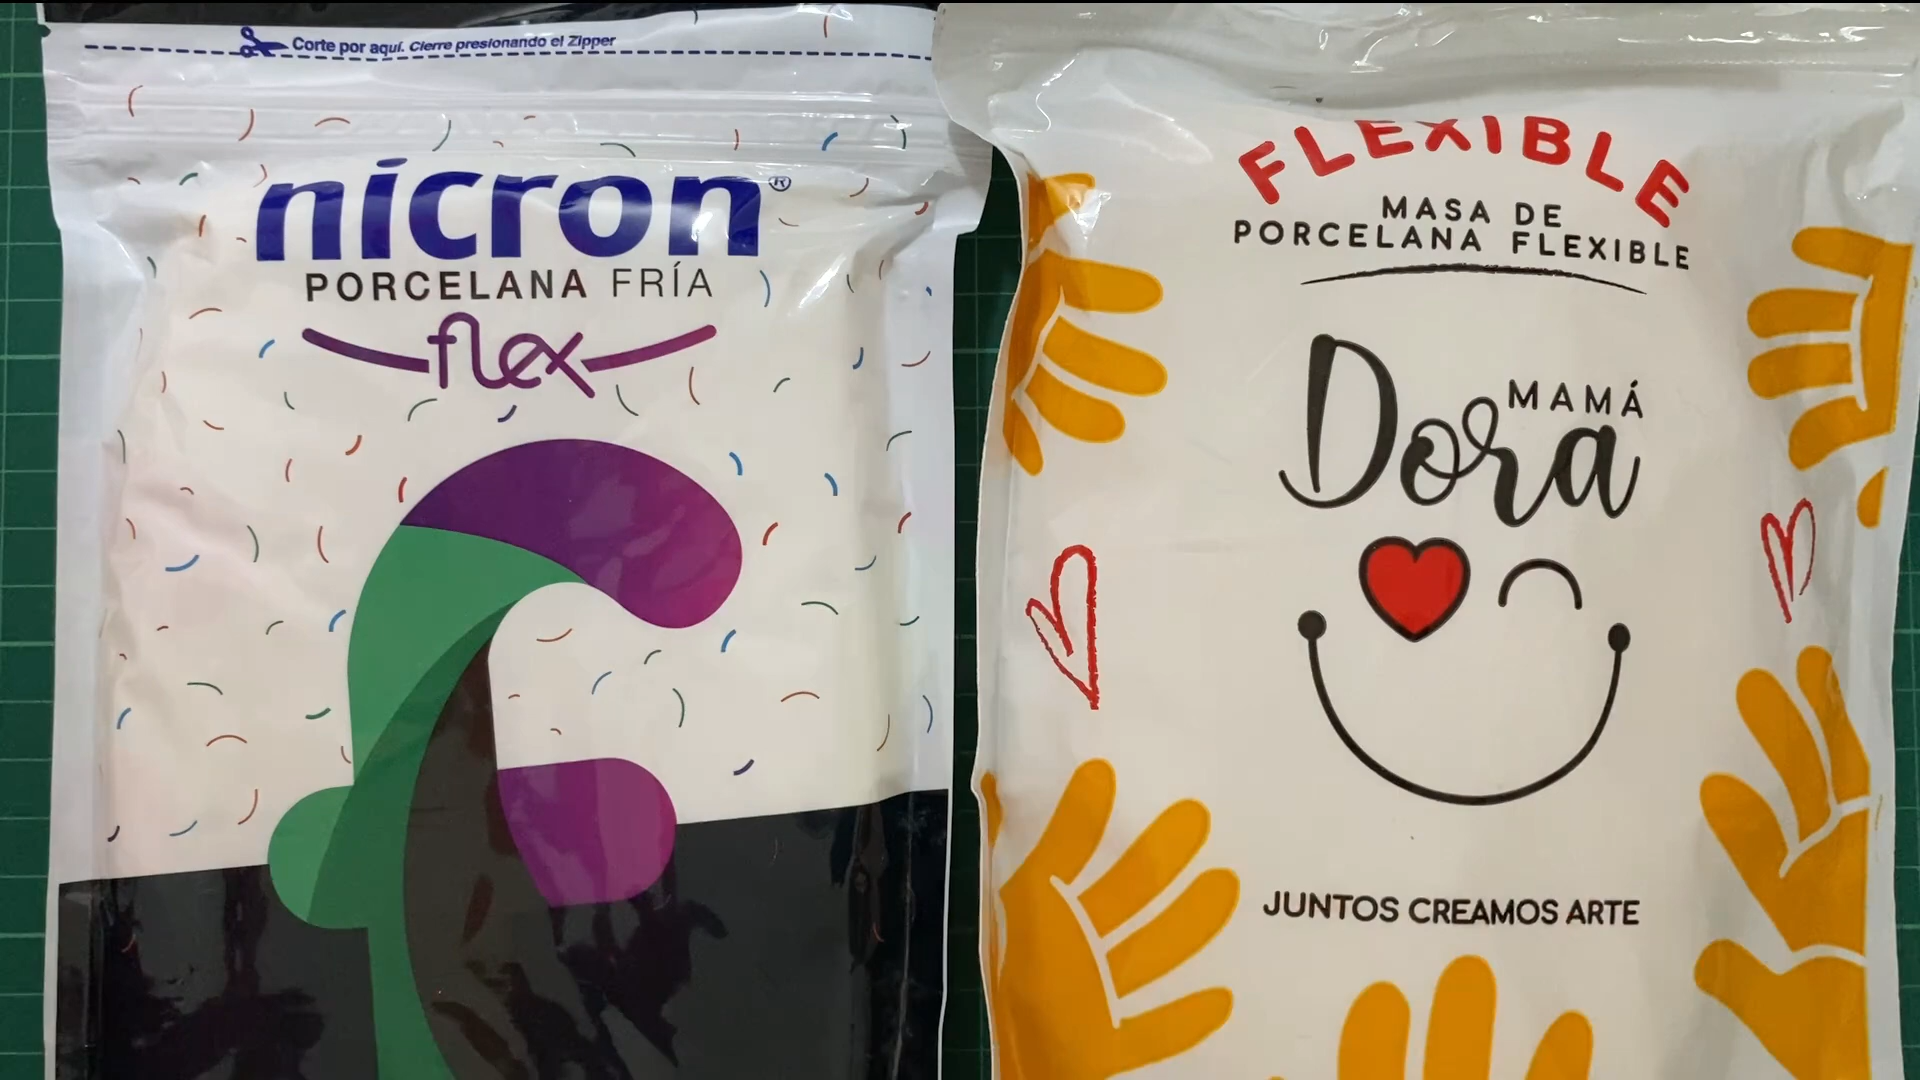 Corte por aquí. Cierre presionando el Zipper
nicron®
PORCELANA FRÍA
flex
FLEXIBLE
MASA DE
PORCELANA FLEXIBLE
MAMÁ
Dora
JUNTOS CREAMOS ARTE